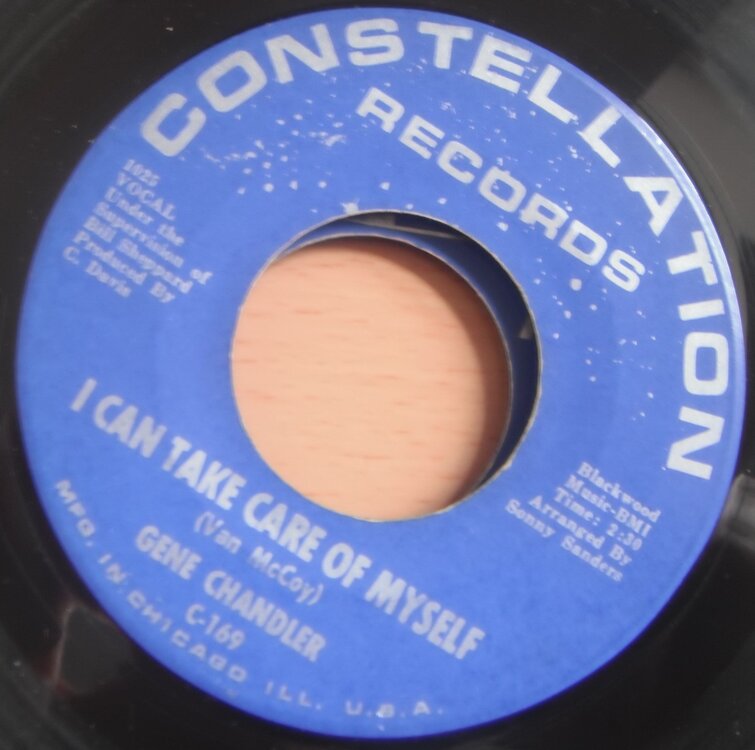 CONSTELLATION
RECORDS
1025
VOCAL
Under the
Supervision of
Bill Sheppard
Produced By
C. Davis
Blackwood
Music-BMI
Time: 2:30
Arranged By
Sonny Sanders
I CAN TAKE CARE OF MYSELF
(Van McCoy)
GENE CHANDLER
C-169
MFG. IN CHICAGO ILL. U.S.A.